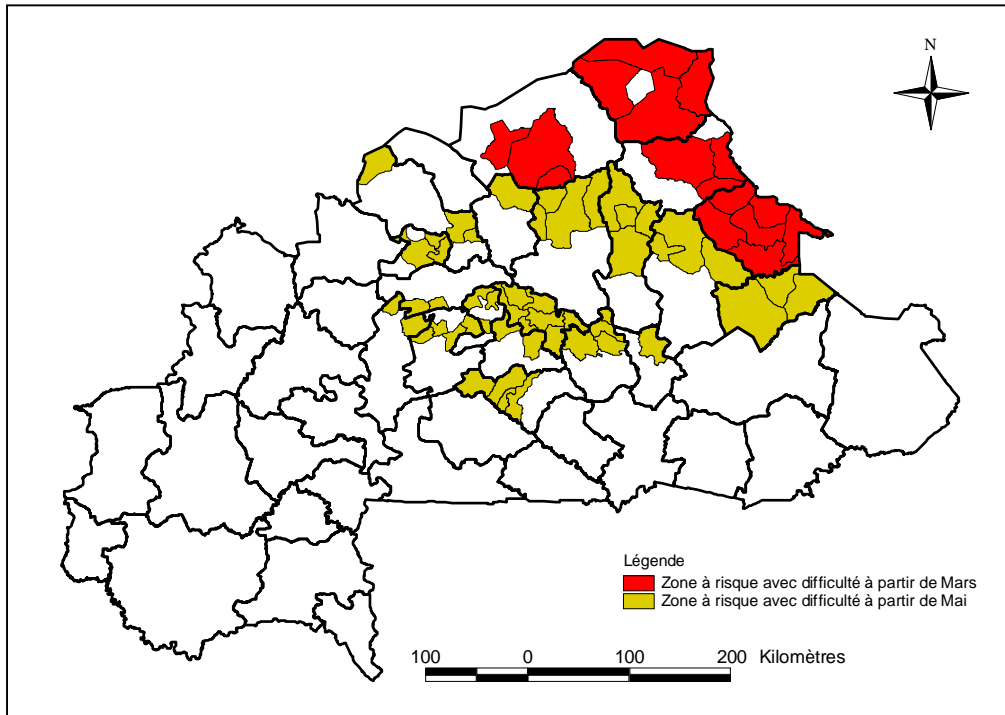 N
Légende
Zone à risque avec difficulté à partir de Mars
Zone à risque avec difficulté à partir de Mai
100 0 100 200 Kilomètres